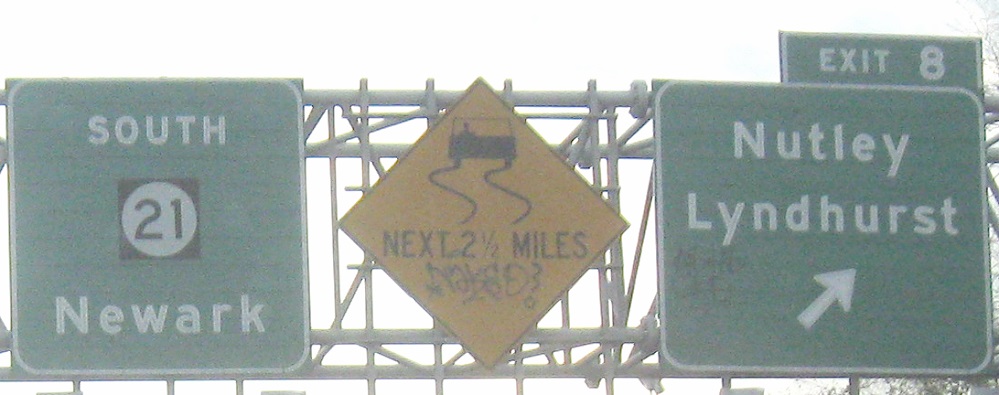 SOUTH
21
Newark
NEXT 2½ MILES
EXIT 8
Nutley
Lyndhurst